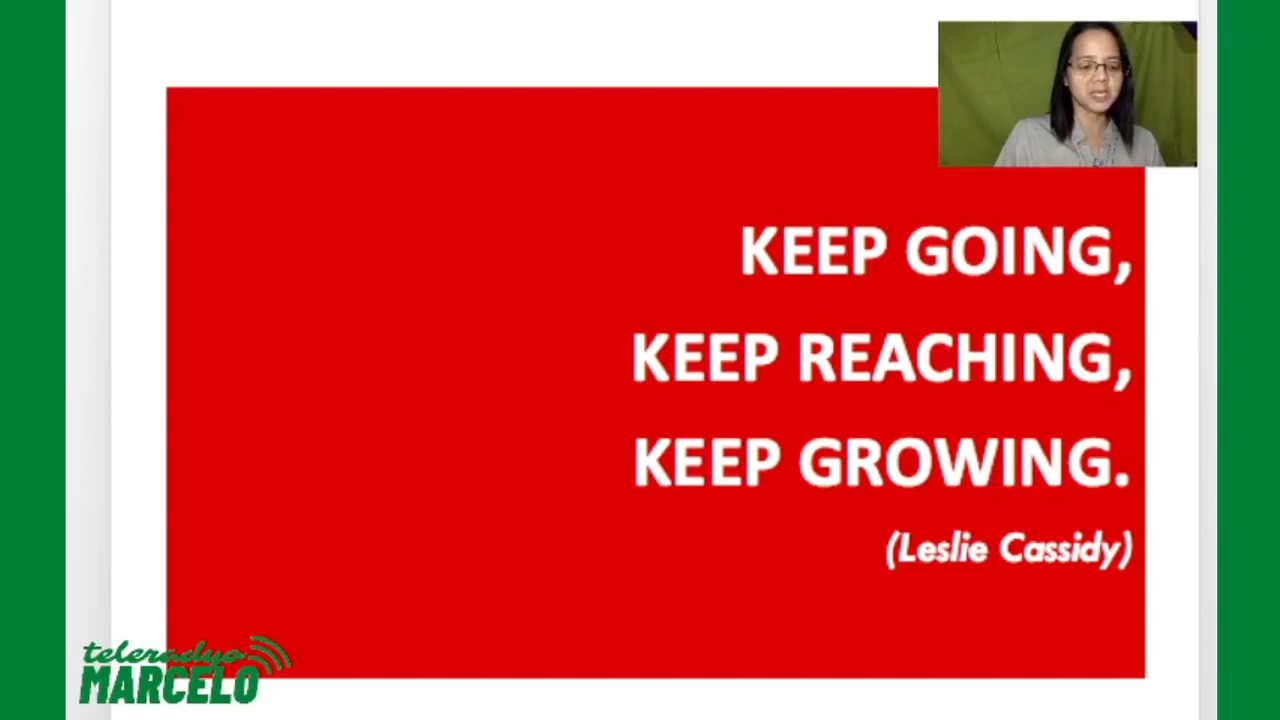 KEEP GOING,
KEEP REACHING,
KEEP GROWING.
(Leslie Cassidy)
teleradyo
MARCELO